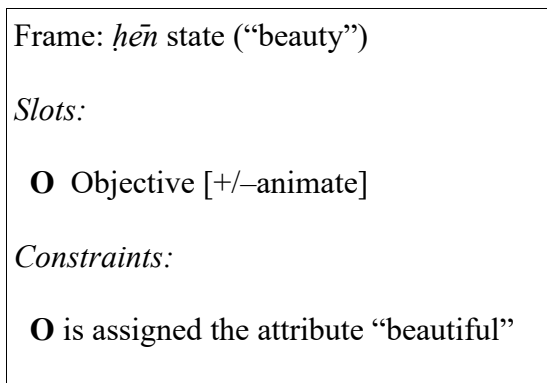 Frame: ḥēn state (“beauty”)
Slots:
O Objective [+/–animate]
Constraints:
O is assigned the attribute “beautiful”